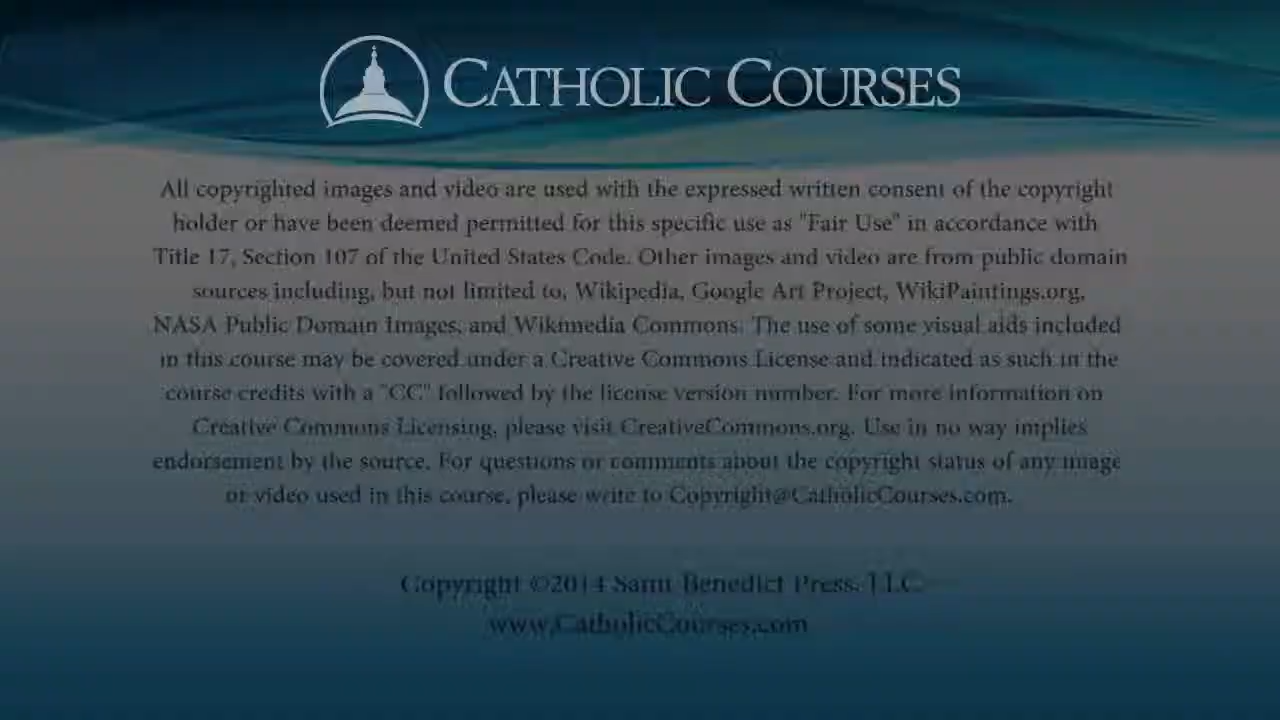 CATHOLIC COURSES
All copyrighted images and video are used with the expressed written consent of the copyright
holder or have been deemed permitted for this specific use as "Fair Use" in accordance with
Title 17, Section 107 of the United States Code. Other images and video are from public domain
sources including, but not limited to, Wikipedia, Google Art Project, WikiPaintings.org,
NASA Public Domain Images, and Wikimedia Commons. The use of some visual aids included
in this course may be covered under a Creative Commons License and indicated as such in the
course credits with a "CC" followed by the license version number. For more information on
Creative Commons Licensing, please visit CreativeCommons.org. Use in no way implies
endorsement by the source. For questions or comments about the copyright status of any image
or video used in this course, please write to Copyright@CatholicCourses.com.
Copyright ©2014 Saint Benedict Press, LLC
www.CatholicCourses.com